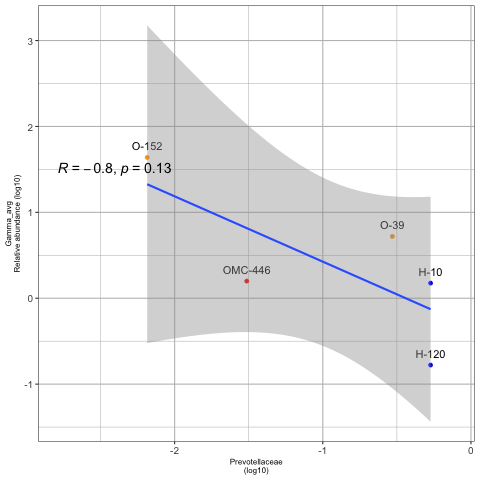 Gamma_avg
Relative abundance (log10)
3
2
1
0
-1
O-152
R = −0.8, p = 0.13
O-39
OMC-446
H-10
H-120
-2
-1
0
Prevotellaceae
(log10)